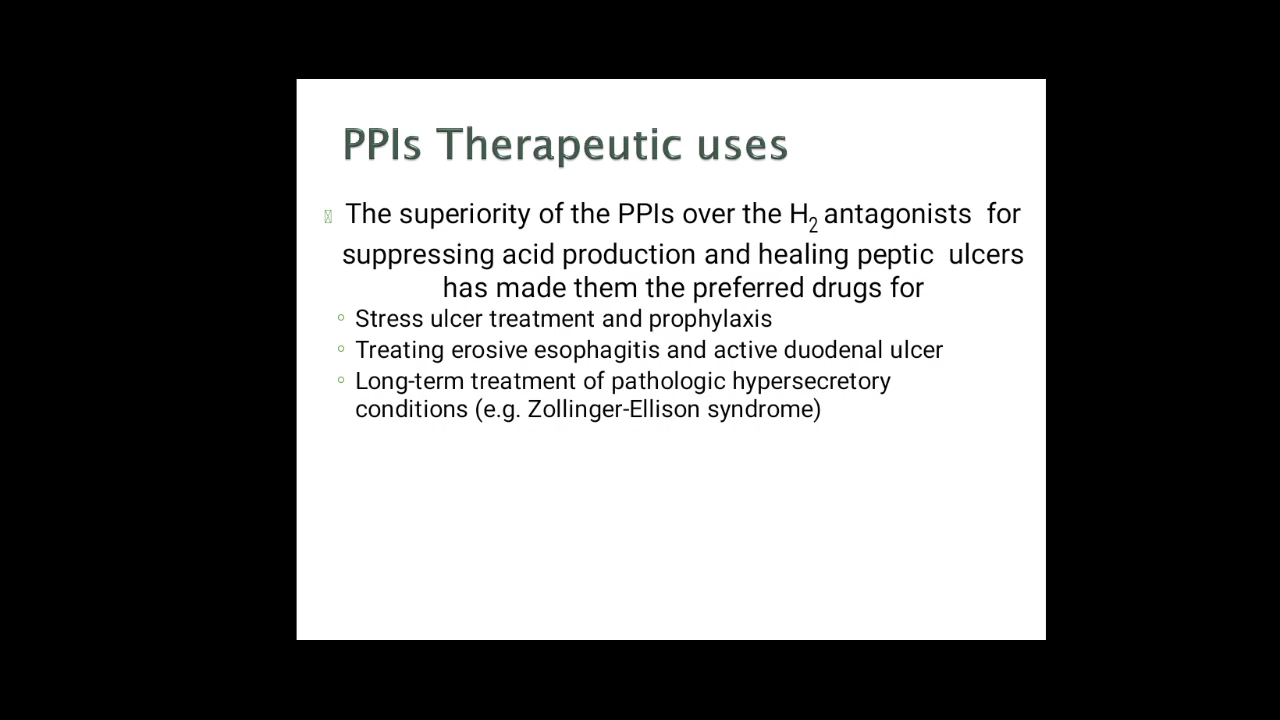 PPIs Therapeutic uses
The superiority of the PPIs over the H2 antagonists for
suppressing acid production and healing peptic ulcers
has made them the preferred drugs for
Stress ulcer treatment and prophylaxis
Treating erosive esophagitis and active duodenal ulcer
Long-term treatment of pathologic hypersecretory
conditions (e.g. Zollinger-Ellison syndrome)